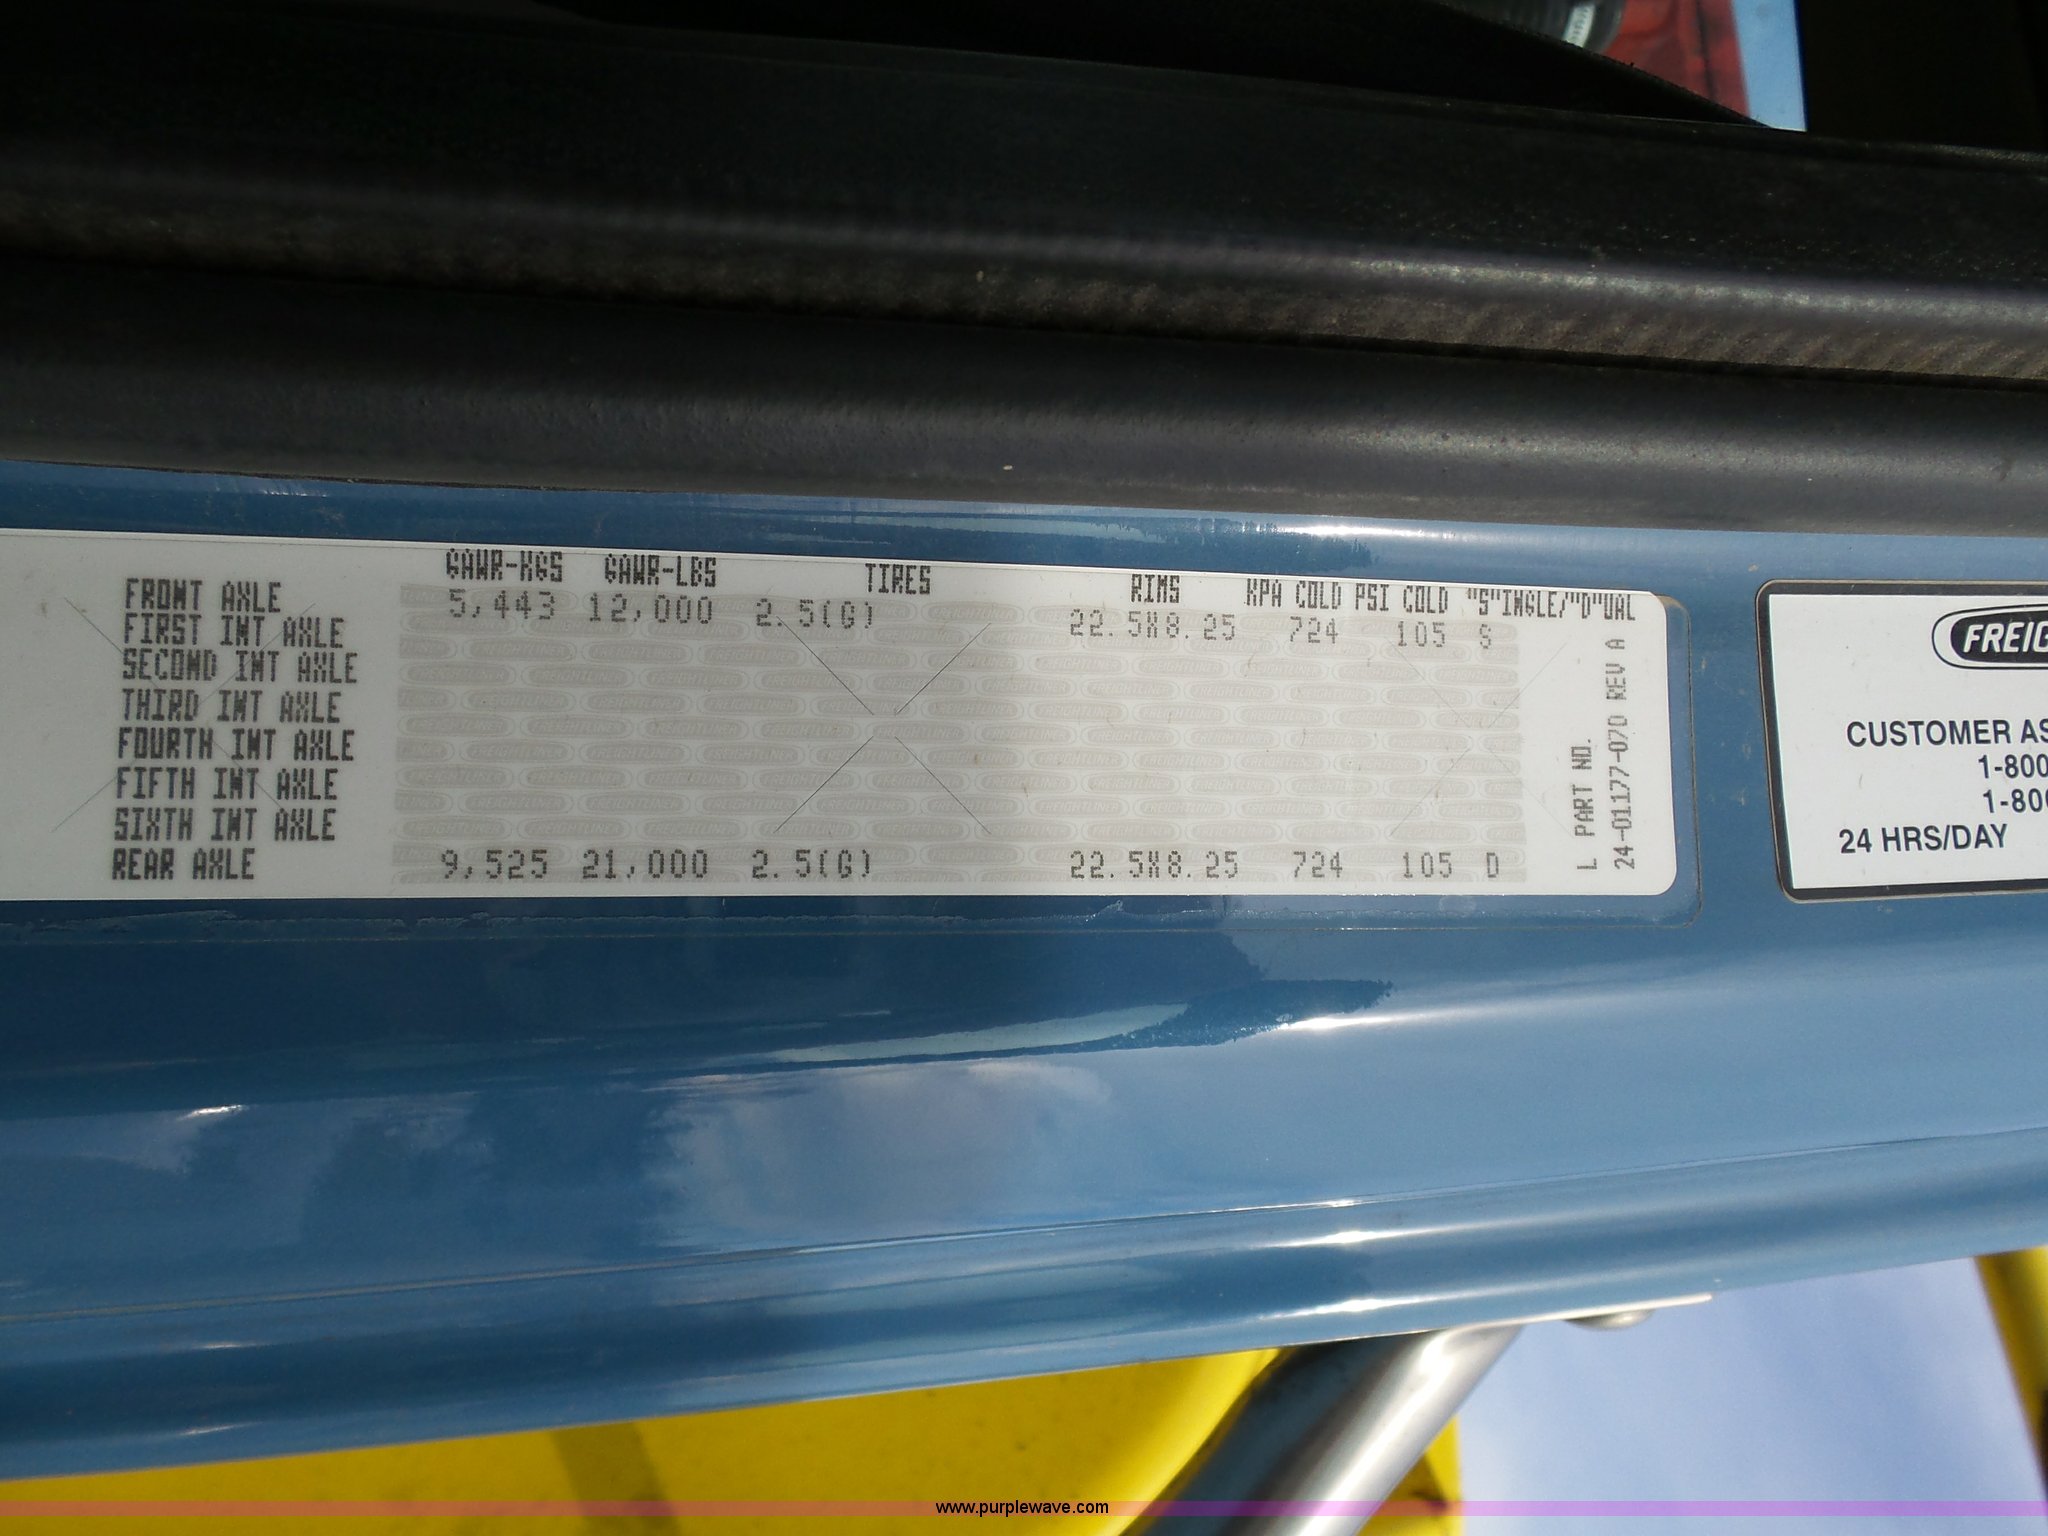 GAWR-KGS GAWR-LBS TIRES RIMS KPA COLD PSI COLD "S"INGLE/"D"UAL
FRONT AXLE 5,443 12,000 2.5(G) 22.5X8.25 724 105 S
FIRST INT AXLE
SECOND INT AXLE
THIRD INT AXLE
FOURTH INT AXLE
FIFTH INT AXLE
SIXTH INT AXLE
REAR AXLE 9,525 21,000 2.5(G) 22.5X8.25 724 105 D
L PART NO.
24-01177-070 REV A
FREIG
CUSTOMER AS
1-800
1-800
24 HRS/DAY
www.purplewave.com